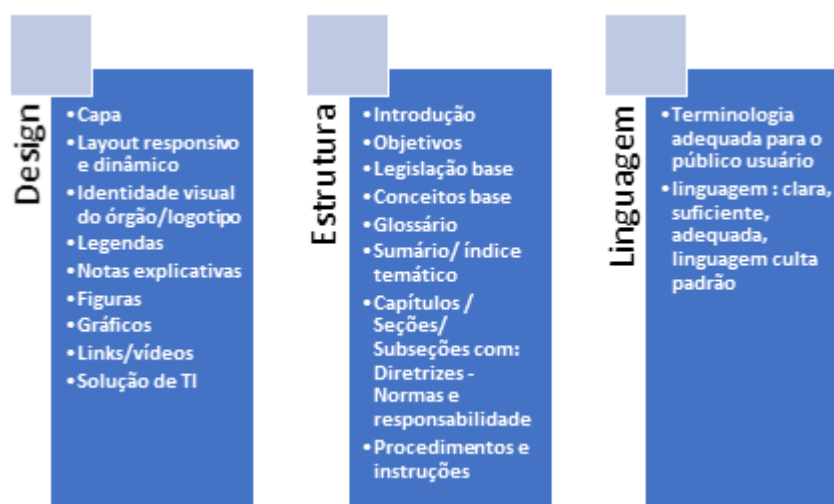 Design
•Capa
•Layout responsivo
e dinâmico
•Identidade visual
do órgão/logotipo
•Legendas
•Notas explicativas
•Figuras
•Gráficos
•Links/vídeos
•Solução de TI
Estrutura
•Introdução
•Objetivos
•Legislação base
•Conceitos base
•Glossário
•Sumário/ índice
temático
•Capítulos /
Seções/
Subseções com:
Diretrizes -
Normas e
responsabilidade
•Procedimentos e
instruções
Linguagem
•Terminologia
adequada para o
público usuário
•linguagem : clara,
suficiente,
adequada,
linguagem culta
padrão